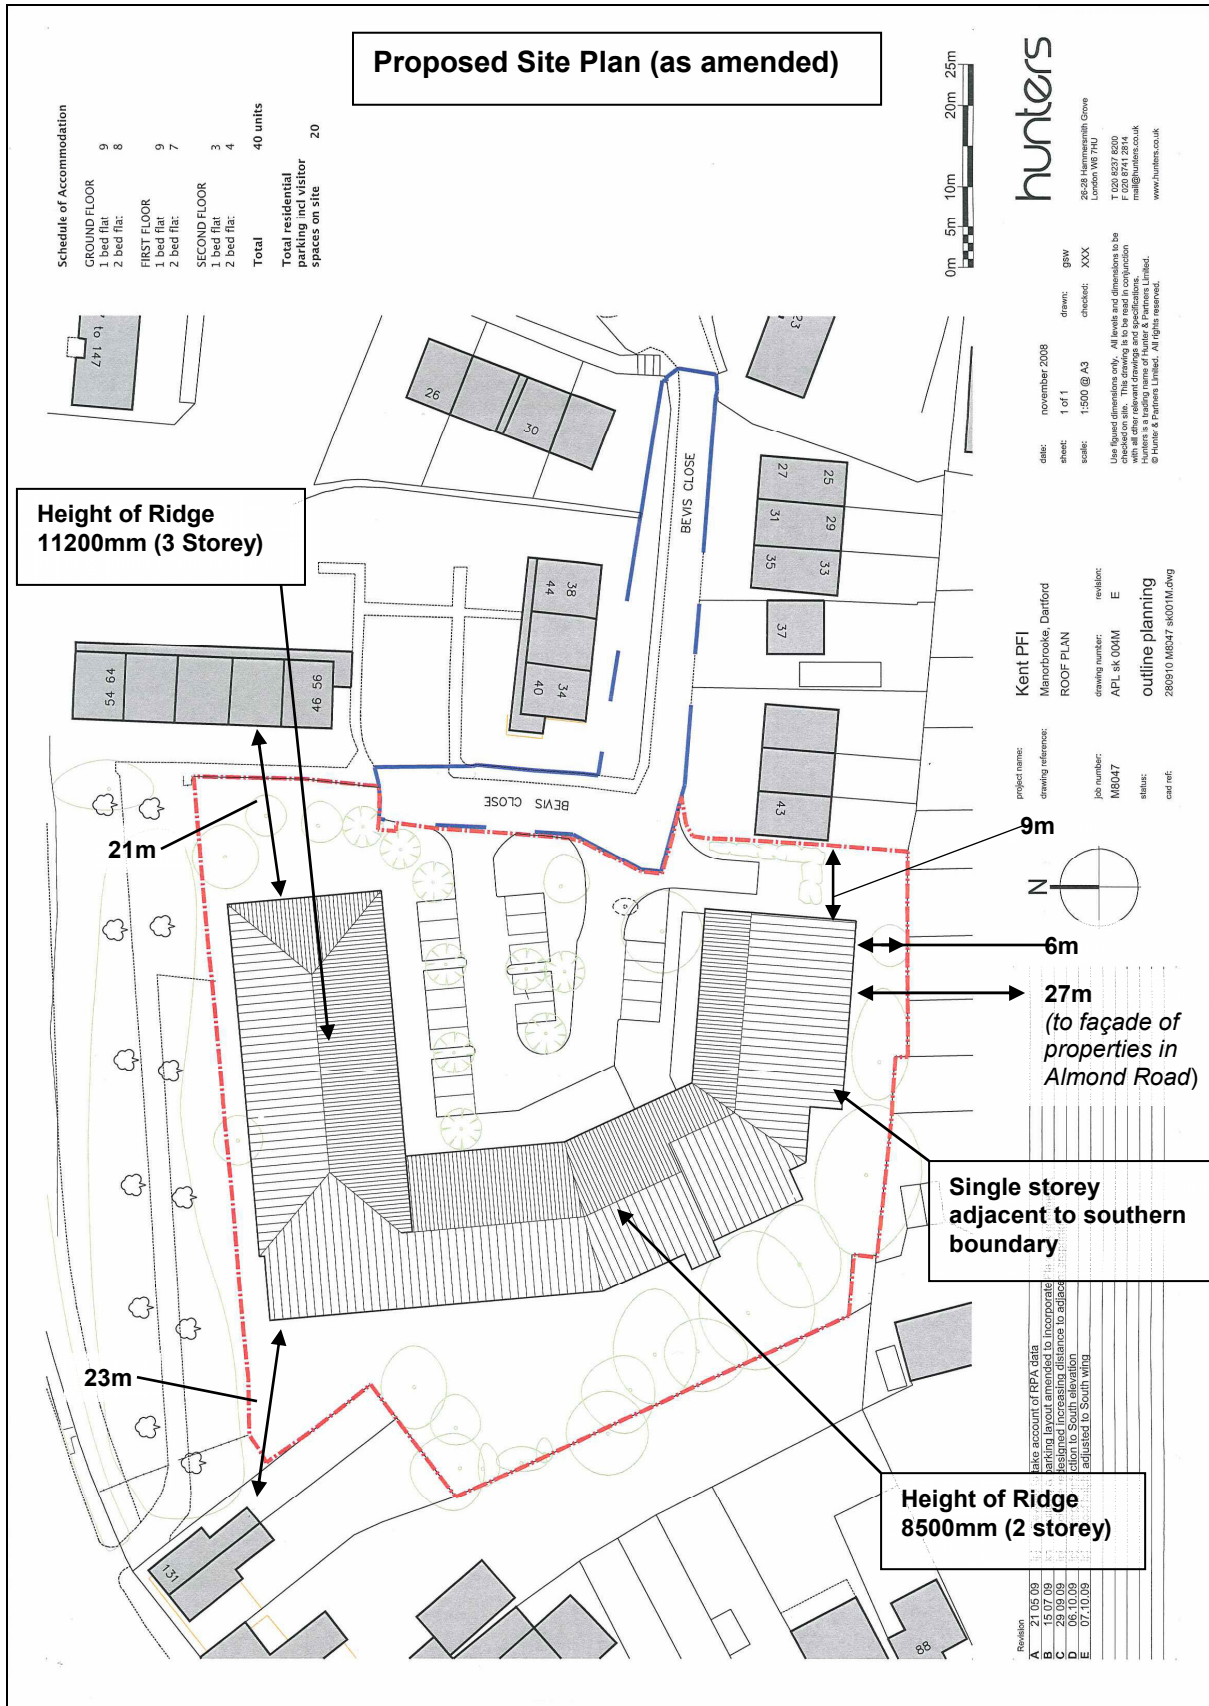 Proposed Site Plan (as amended)
Schedule of Accommodation
GROUND FLOOR
1 bed flat 9
2 bed fla: 8
FIRST FLOOR
1 bed flat 9
2 bed fla: 7
SECOND FLOOR
1 bed flat 3
2 bed fla: 4
Total 40 units
Total residential
parking incl visitor
spaces on site 20
0m 5m 10m 20m 25m
hunters
26-28 Hammersmith Grove
London W6 7HU
T 020 8237 8200
F 020 8741 2814
mail@hunters.co.uk
www.hunters.co.uk
date: november 2008 drawn: gsw
sheet: 1 of 1 checked: XXX
scale: 1:500 @ A3
Use figured dimensions only. All levels and dimensions to be
checked on site. This drawing is to be read in conjunction
with all other relevant drawings and specifications.
Hunters is a trading name of Hunter & Partners Limited.
© Hunter & Partners Limited. All rights reserved.
project name: Kent PFI
Manorbrooke, Dartford
drawing reference: ROOF PLAN
job number: M8047
drawing number: APL sk 004M
revision: E
status: outline planning
cad ref: 280910 M8047 sk001M.dwg
to 147
26
30
23
BEVIS CLOSE
27
25
31
29
35
33
37
43
Height of Ridge
11200mm (3 Storey)
44
38
40
34
54 64
46 56
BEVIS CLOSE
21m
9m
N
6m
27m
(to façade of
properties in
Almond Road)
Single storey
adjacent to southern
boundary
23m
Height of Ridge
8500mm (2 storey)
131
88
Revision
A 21 05 09 take account of RPA data
B 15 07 09 parking layout amended to incorporate
C 29 09 09 designed increasing distance to adjace
D 06.10.09 ction to South elevation
E 07.10.09 adjusted to South wing